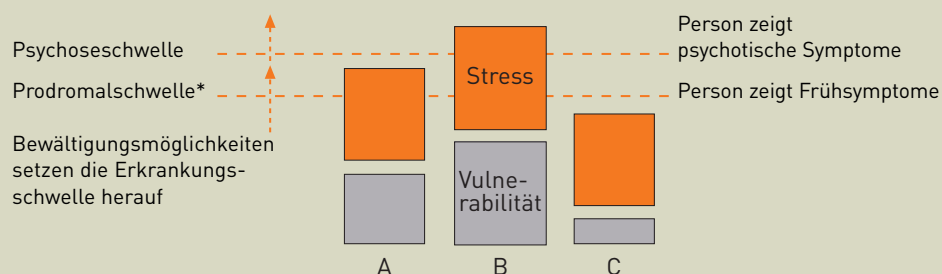 Psychoseschwelle
Prodromalschwelle*
Bewältigungsmöglichkeiten
setzen die Erkrankungs-
schwelle herauf
Stress
Vulne-
rabilität
A
B
C
Person zeigt
psychotische Symptome
Person zeigt Frühsymptome